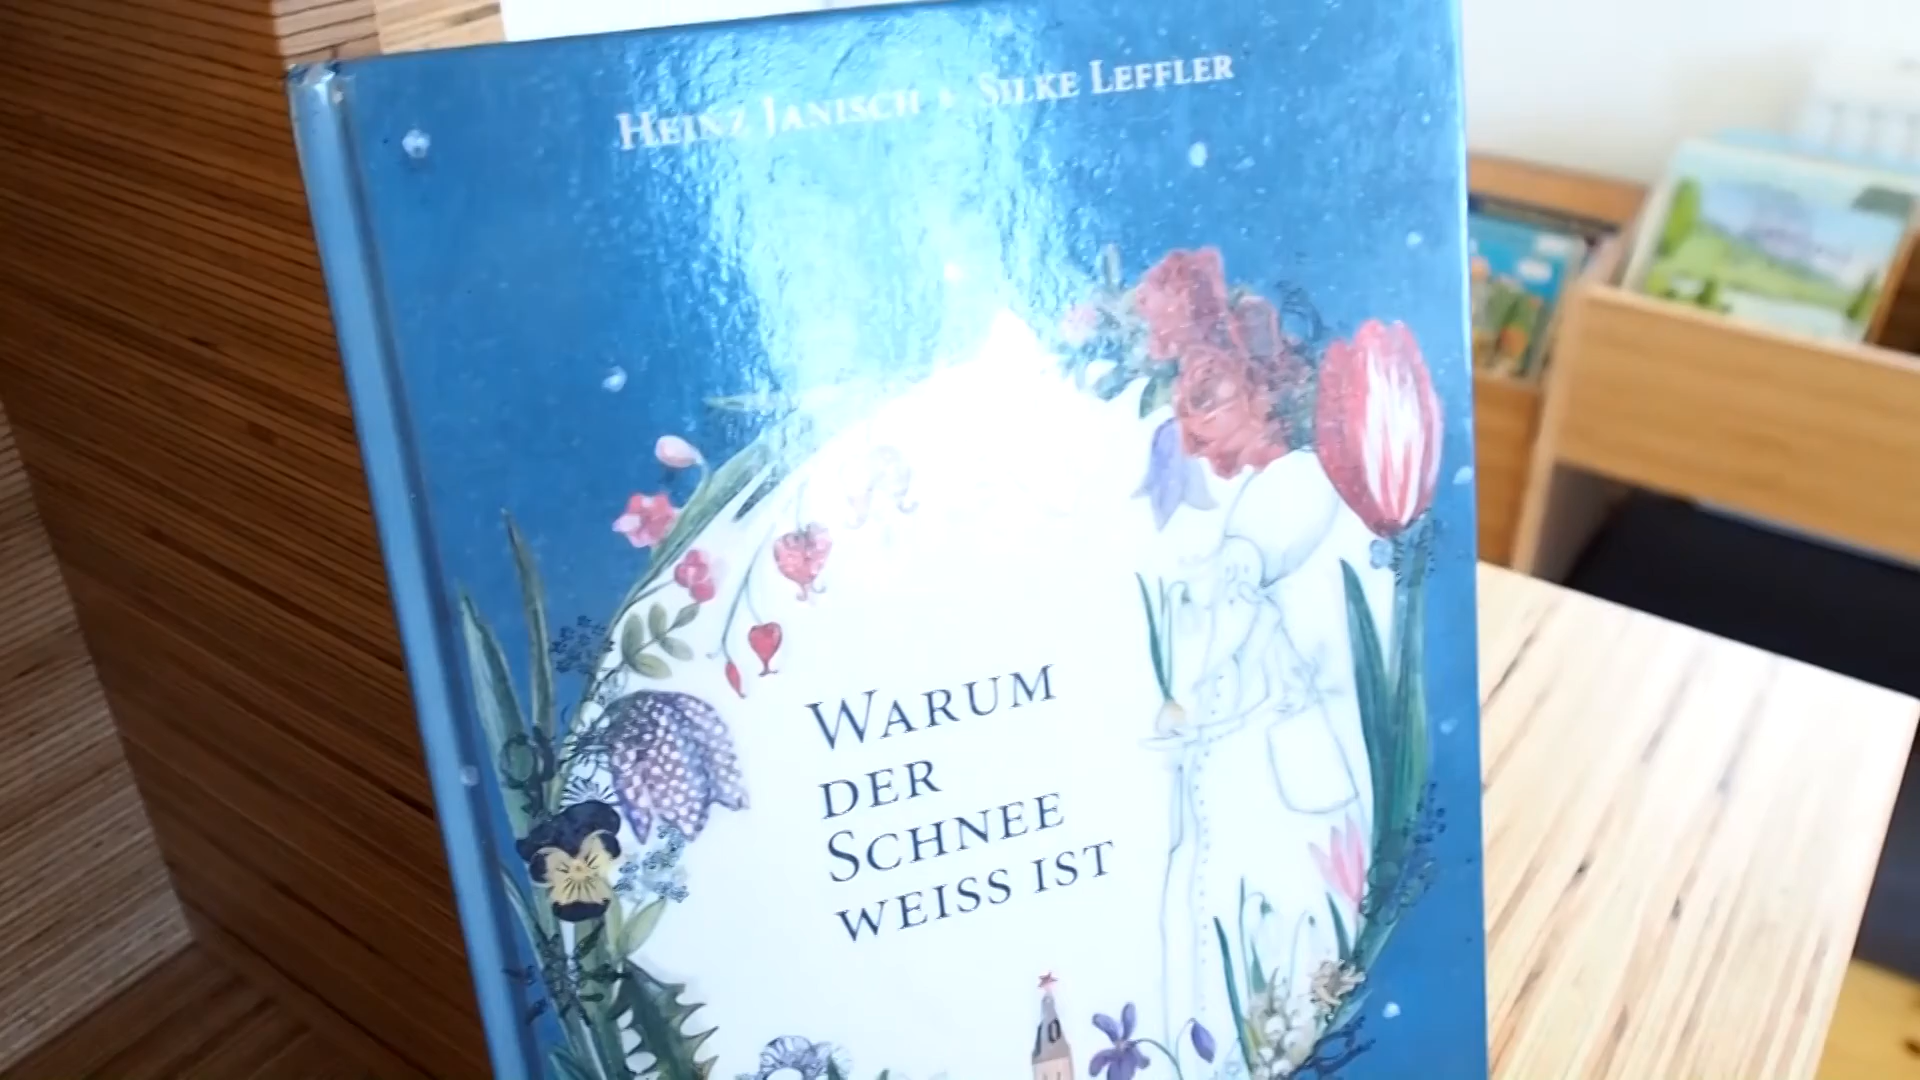 HEINZ JANISCH • SILKE LEFFLER
WARUM
DER
SCHNEE
WEISS IST